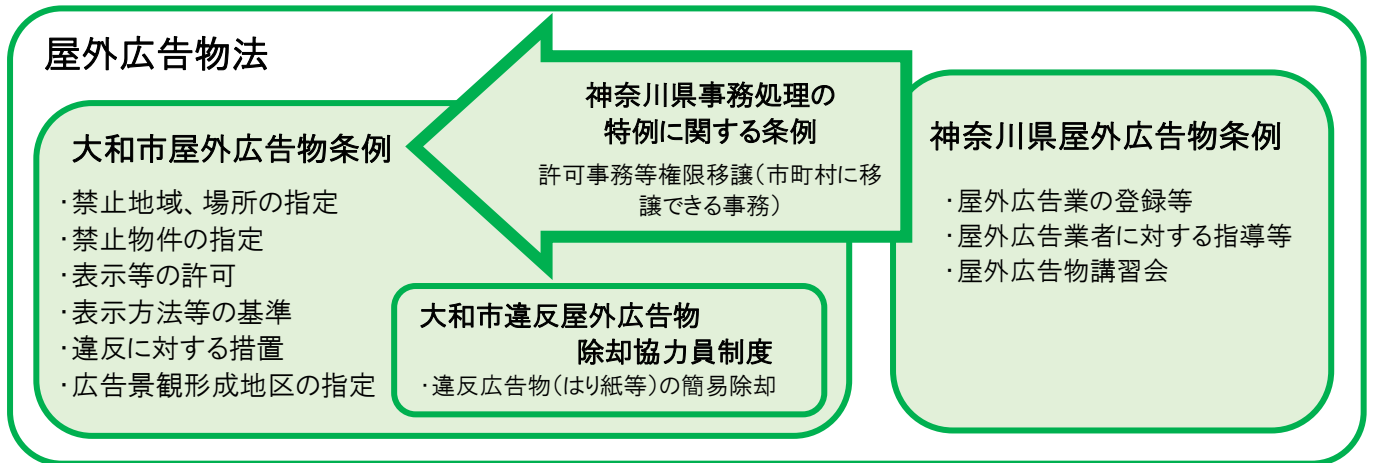 屋外広告物法
大和市屋外広告物条例
・禁止地域、場所の指定
・禁止物件の指定
・表示等の許可
・表示方法等の基準
・違反に対する措置
・広告景観形成地区の指定
大和市違反屋外広告物
除却協力員制度
・違反広告物(はり紙等)の簡易除却
神奈川県事務処理の
特例に関する条例
許可事務等権限移譲(市町村に移
譲できる事務)
神奈川県屋外広告物条例
・屋外広告業の登録等
・屋外広告業者に対する指導等
・屋外広告物講習会